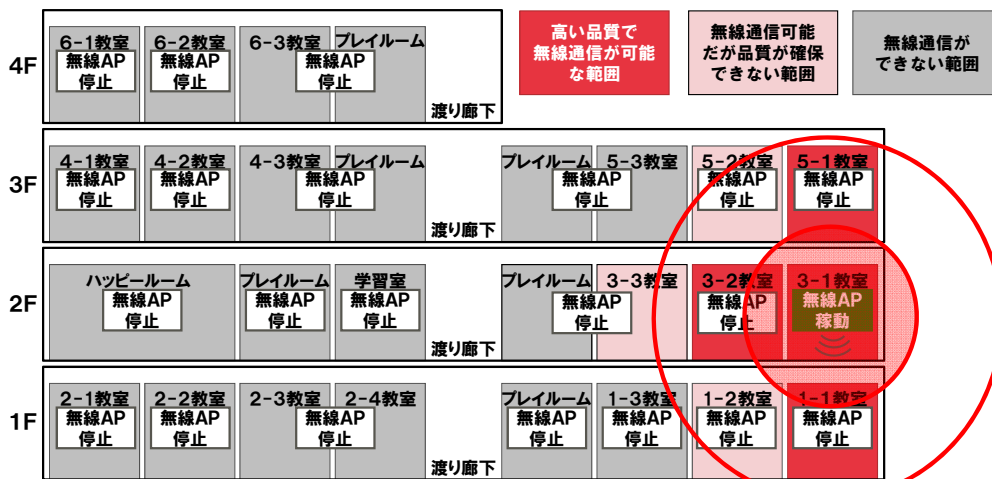 高い品質で
無線通信が可能
な範囲
無線通信可能
だが品質が確保
できない範囲
無線通信が
できない範囲
4F
6-1教室
無線AP
停止
6-2教室
無線AP
停止
6-3教室
プレイルーム
無線AP
停止
渡り廊下
3F
4-1教室
無線AP
停止
4-2教室
無線AP
停止
4-3教室
プレイルーム
無線AP
停止
渡り廊下
プレイルーム
5-3教室
無線AP
停止
5-2教室
無線AP
停止
5-1教室
無線AP
停止
2F
ハッピールーム
無線AP
停止
プレイルーム
無線AP
停止
学習室
無線AP
停止
渡り廊下
プレイルーム
3-3教室
無線AP
停止
3-2教室
無線AP
停止
3-1教室
無線AP
稼動
1F
2-1教室
無線AP
停止
2-2教室
無線AP
停止
2-3教室
2-4教室
無線AP
停止
渡り廊下
プレイルーム
無線AP
停止
1-3教室
無線AP
停止
1-2教室
無線AP
停止
1-1教室
無線AP
停止